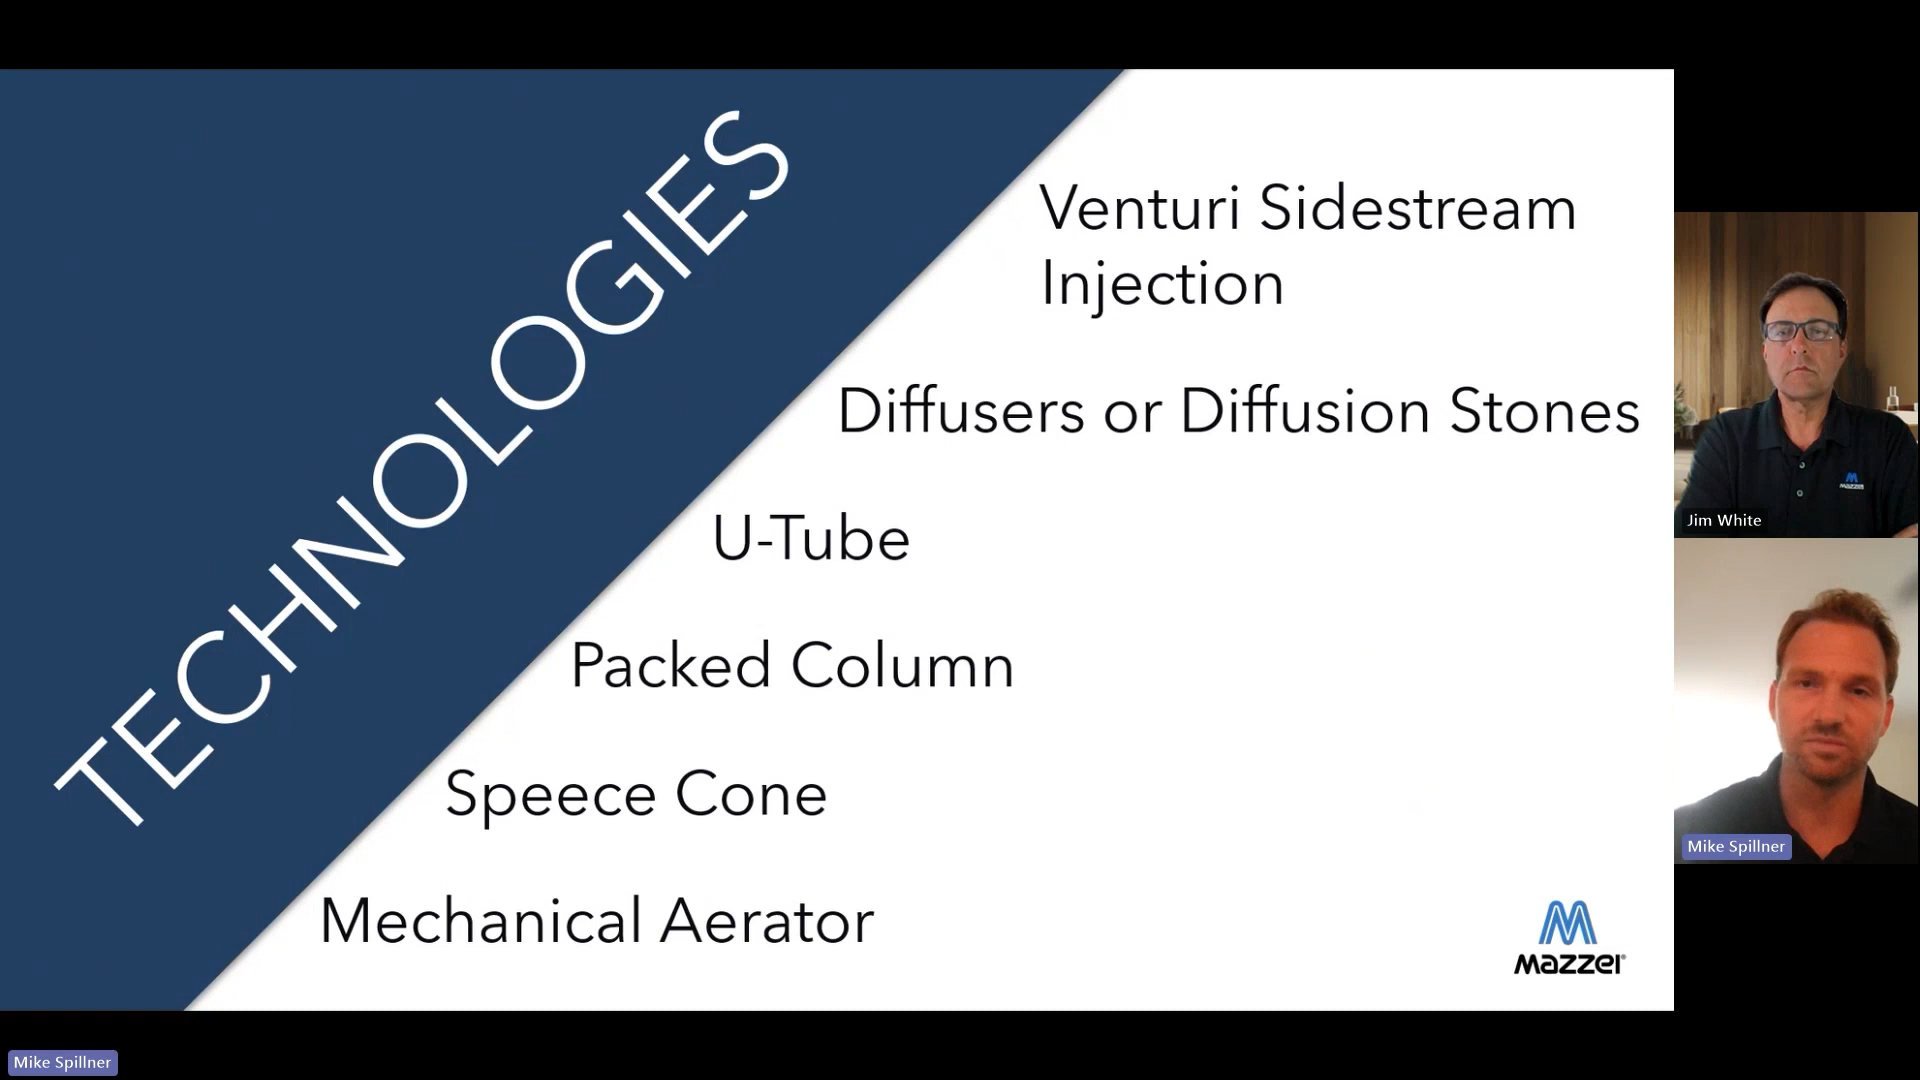 TECHNOLOGIES
Venturi Sidestream
Injection
Diffusers or Diffusion Stones
U-Tube
Packed Column
Speece Cone
Mechanical Aerator
mazzei®
mazzei
Jim White
Mike Spillner
Mike Spillner